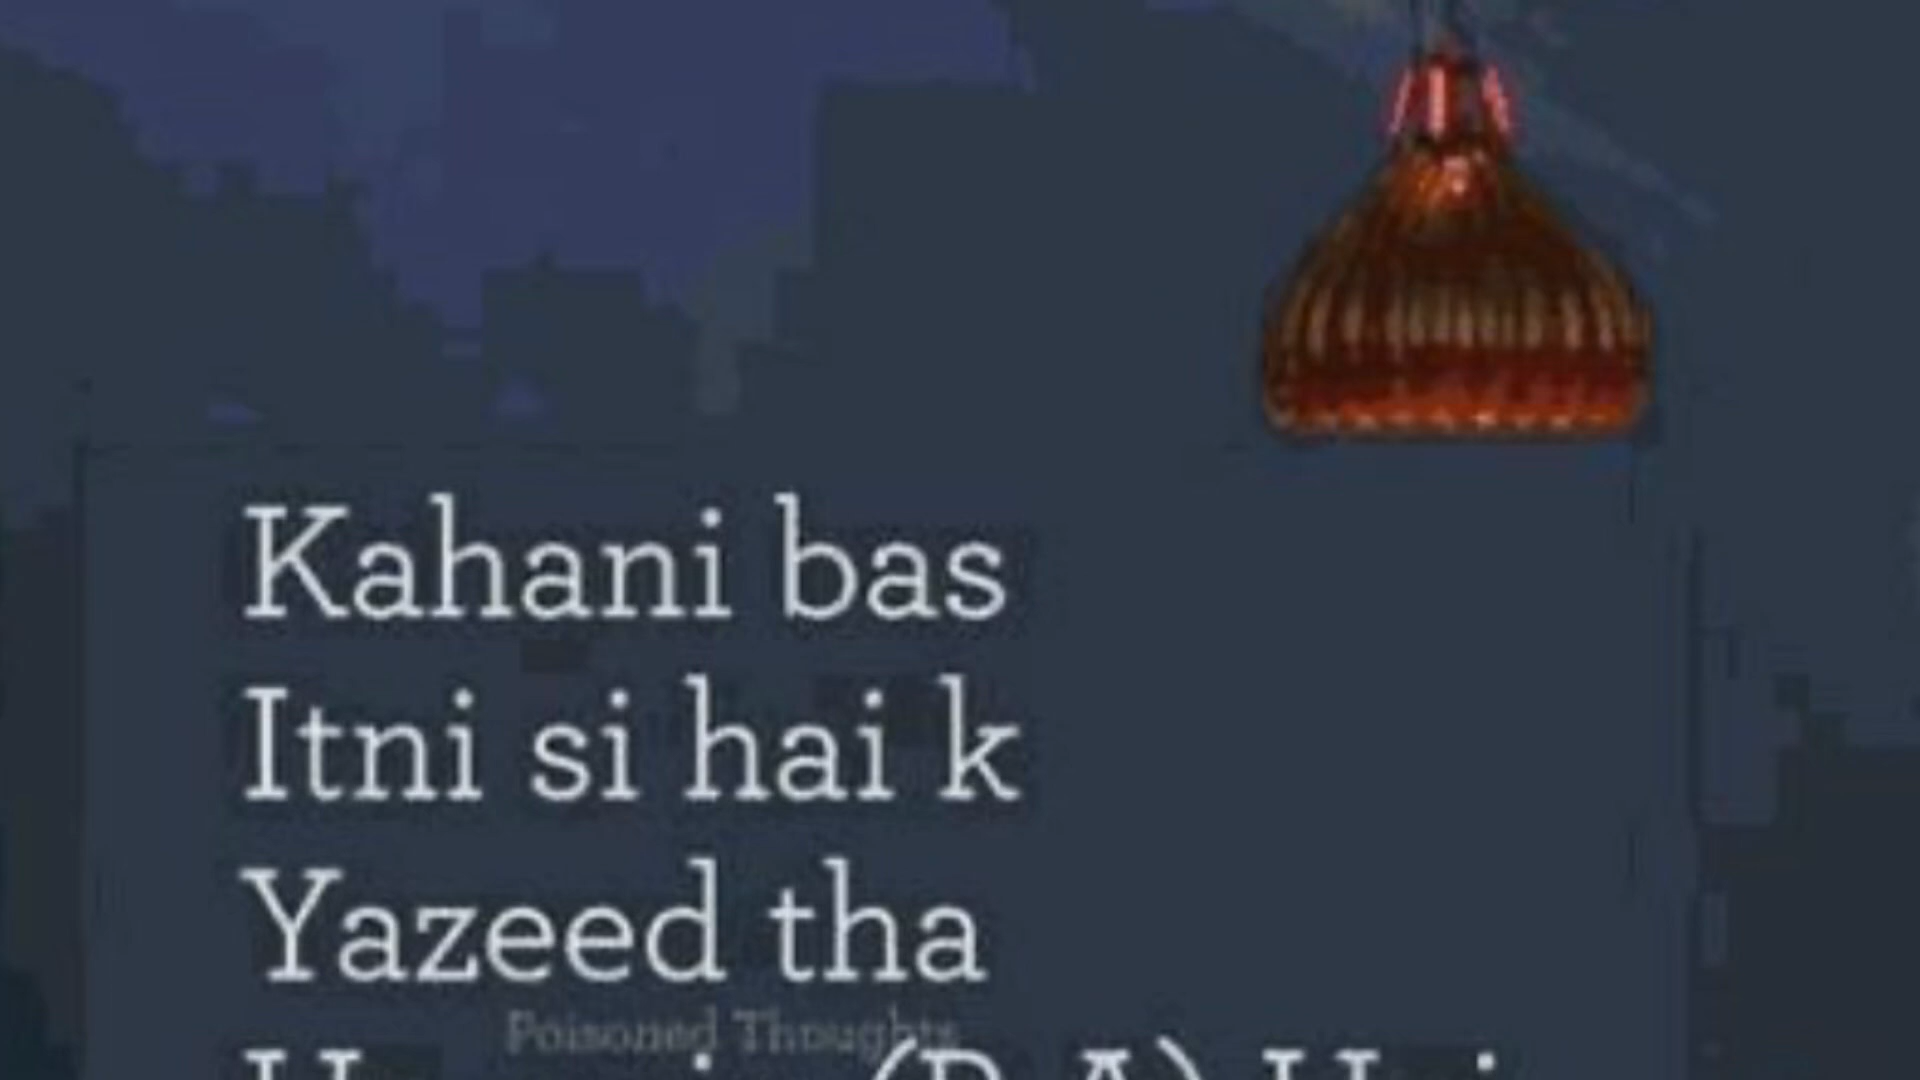 Kahani bas
Itni si hai k
Yazeed tha
Poisoned Thoughts